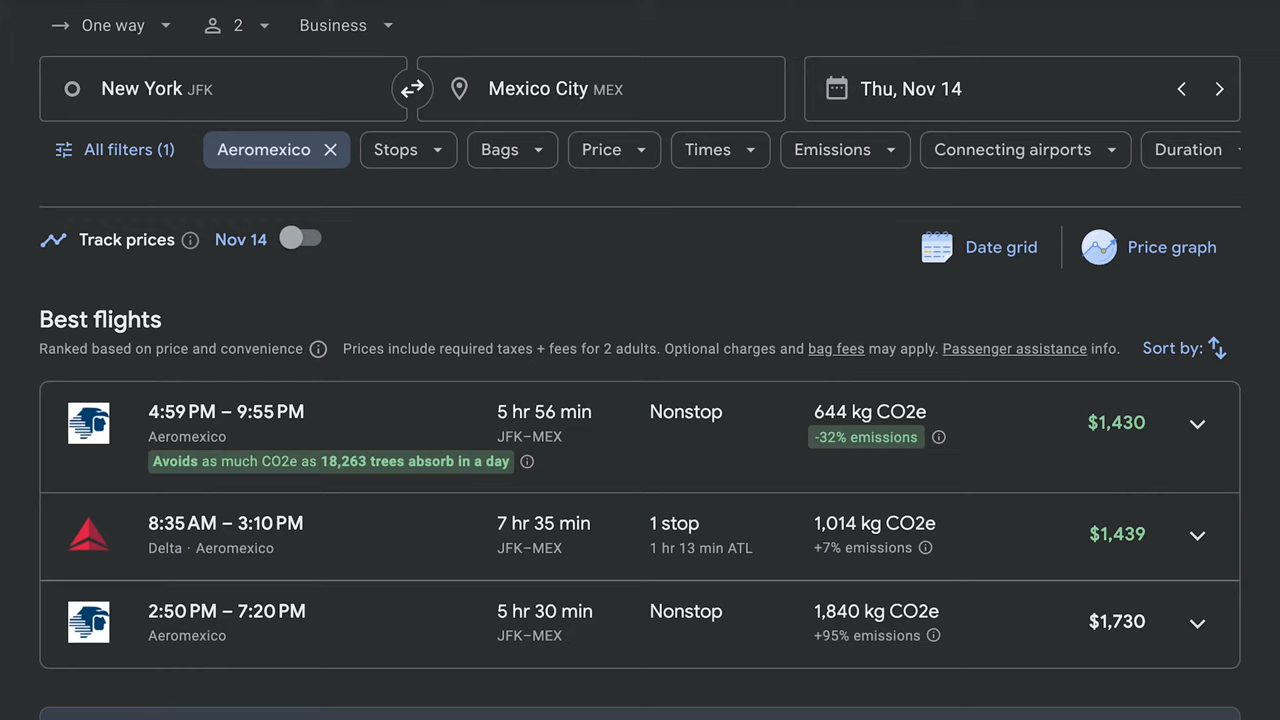 One way 2 Business
New York JFK Mexico City MEX Thu, Nov 14
All filters (1) Aeromexico Stops Bags Price Times Emissions Connecting airports Duration
Track prices Nov 14 Date grid Price graph
Best flights
Ranked based on price and convenience Prices include required taxes + fees for 2 adults. Optional charges and bag fees may apply. Passenger assistance info. Sort by:
4:59 PM – 9:55 PM 5 hr 56 min Nonstop 644 kg CO2e $1,430
Aeromexico JFK–MEX -32% emissions
Avoids as much CO2e as 18,263 trees absorb in a day
8:35 AM – 3:10 PM 7 hr 35 min 1 stop 1,014 kg CO2e $1,439
Delta · Aeromexico JFK–MEX 1 hr 13 min ATL +7% emissions
2:50 PM – 7:20 PM 5 hr 30 min Nonstop 1,840 kg CO2e $1,730
Aeromexico JFK–MEX +95% emissions